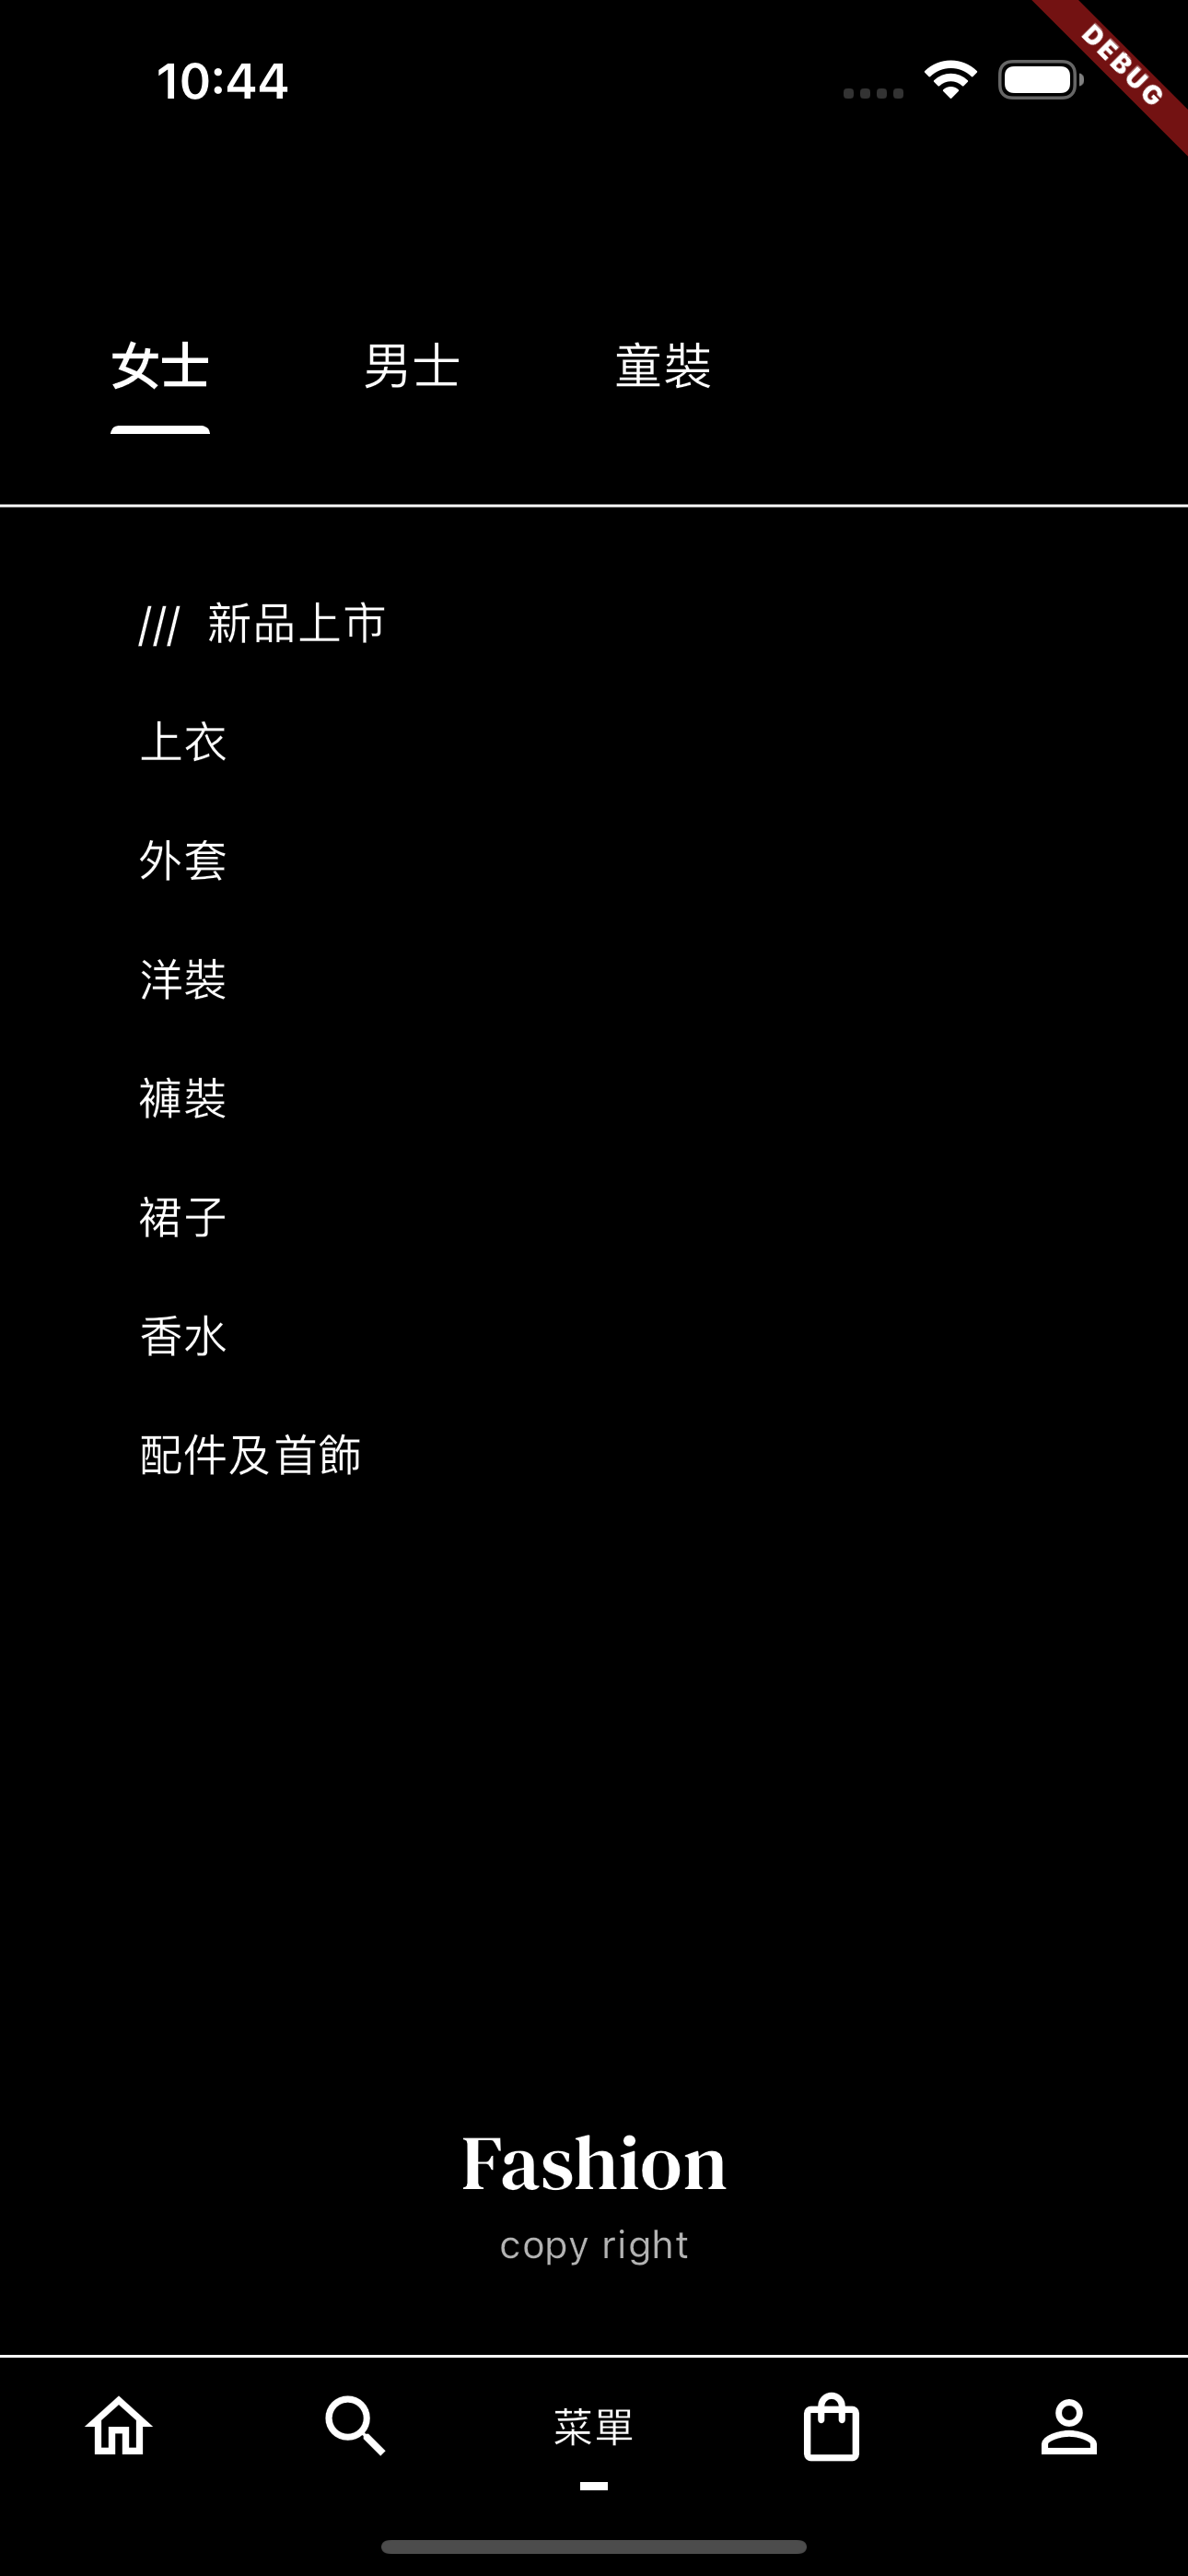 10:44
DEBUG
女士 男士 童裝
/// 新品上市
上衣
外套
洋裝
褲裝
裙子
香水
配件及首飾
Fashion
copy right
菜單